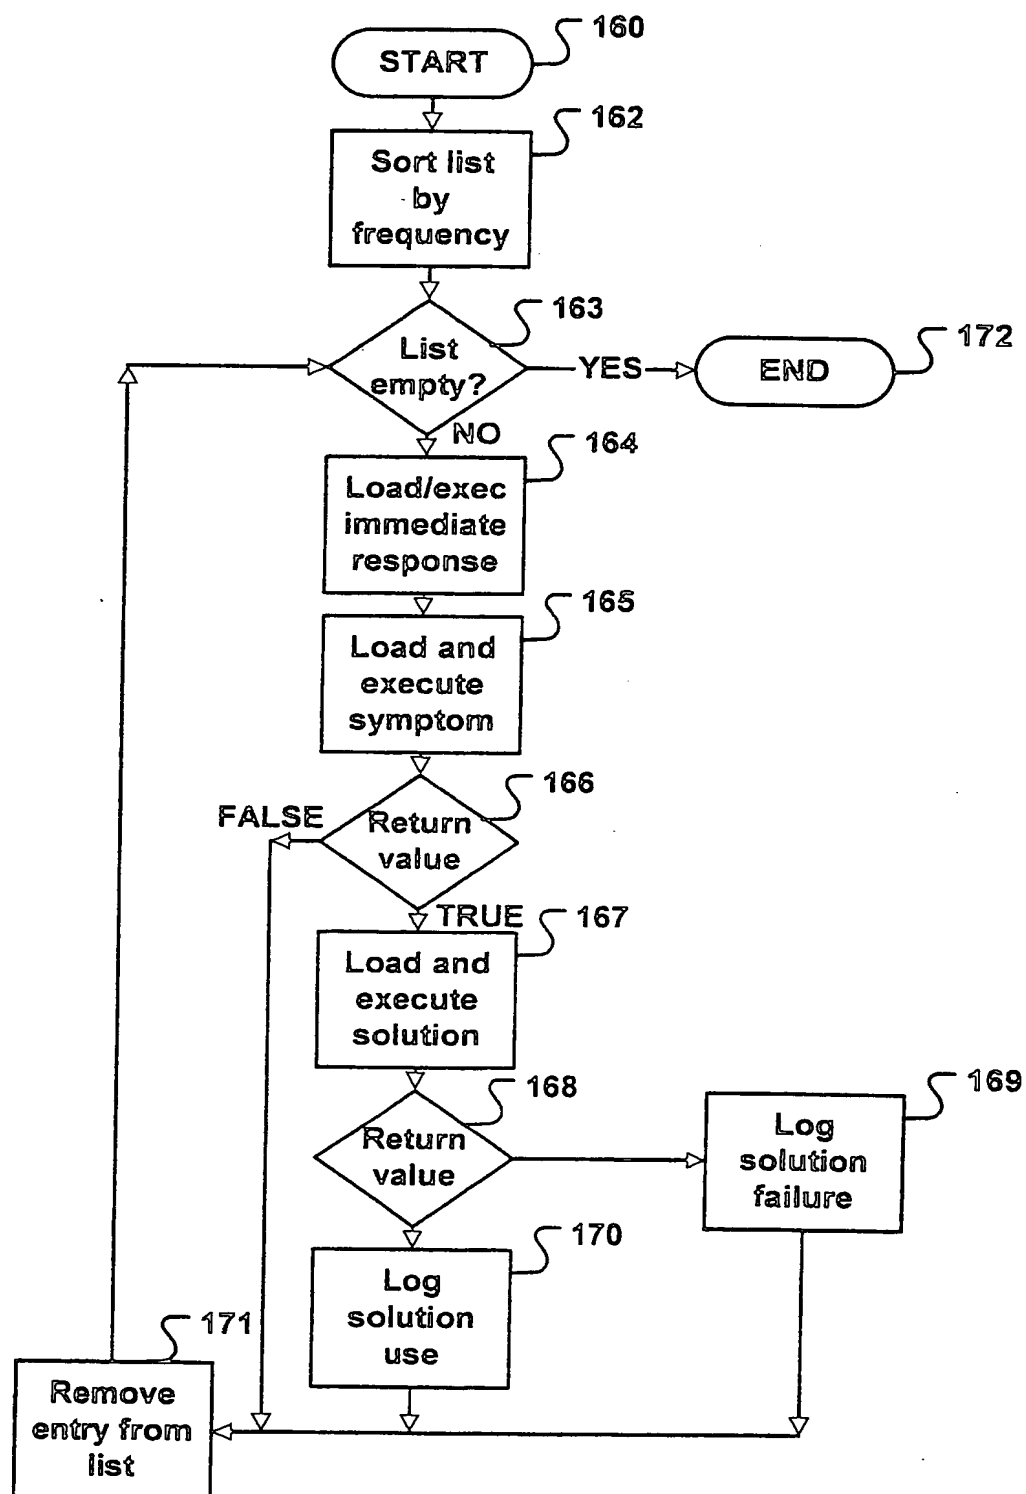 160
START
162
Sort list
by
frequency
163
List
empty?
YES
END
172
NO
164
Load/exec
immediate
response
165
Load and
execute
symptom
166
FALSE
Return
value
TRUE
167
Load and
execute
solution
168
Return
value
169
Log
solution
failure
170
Log
solution
use
171
Remove
entry from
list